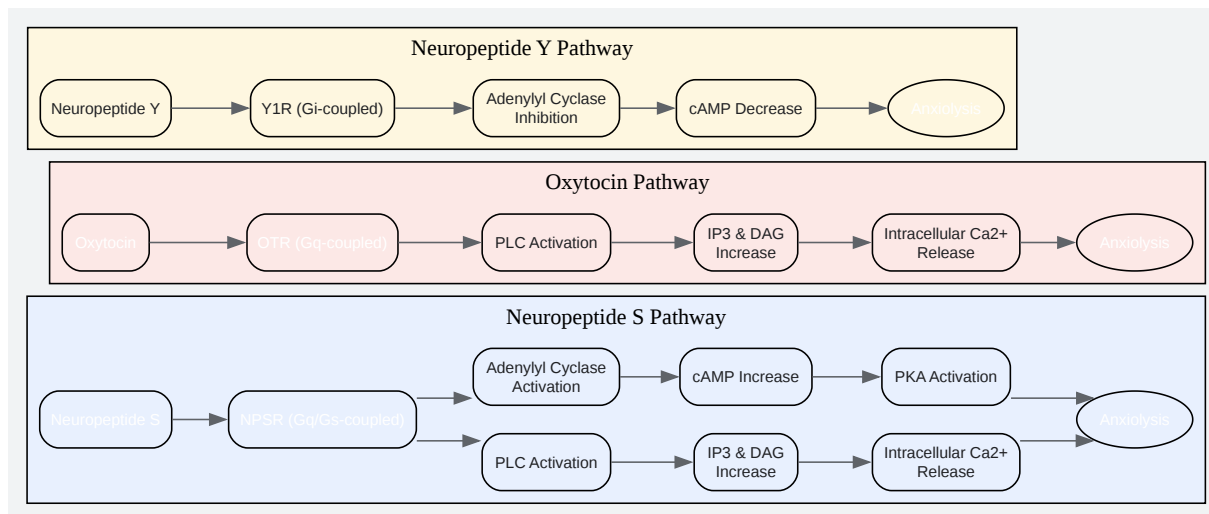 Neuropeptide Y Pathway
Neuropeptide Y
Y1R (Gi-coupled)
Adenylyl Cyclase
Inhibition
cAMP Decrease
Anxiolysis
Oxytocin Pathway
Oxytocin
OTR (Gq-coupled)
PLC Activation
IP3 & DAG
Increase
Intracellular Ca2+
Release
Anxiolysis
Neuropeptide S Pathway
Neuropeptide S
NPSR (Gq/Gs-coupled)
Adenylyl Cyclase
Activation
cAMP Increase
PKA Activation
PLC Activation
IP3 & DAG
Increase
Intracellular Ca2+
Release
Anxiolysis